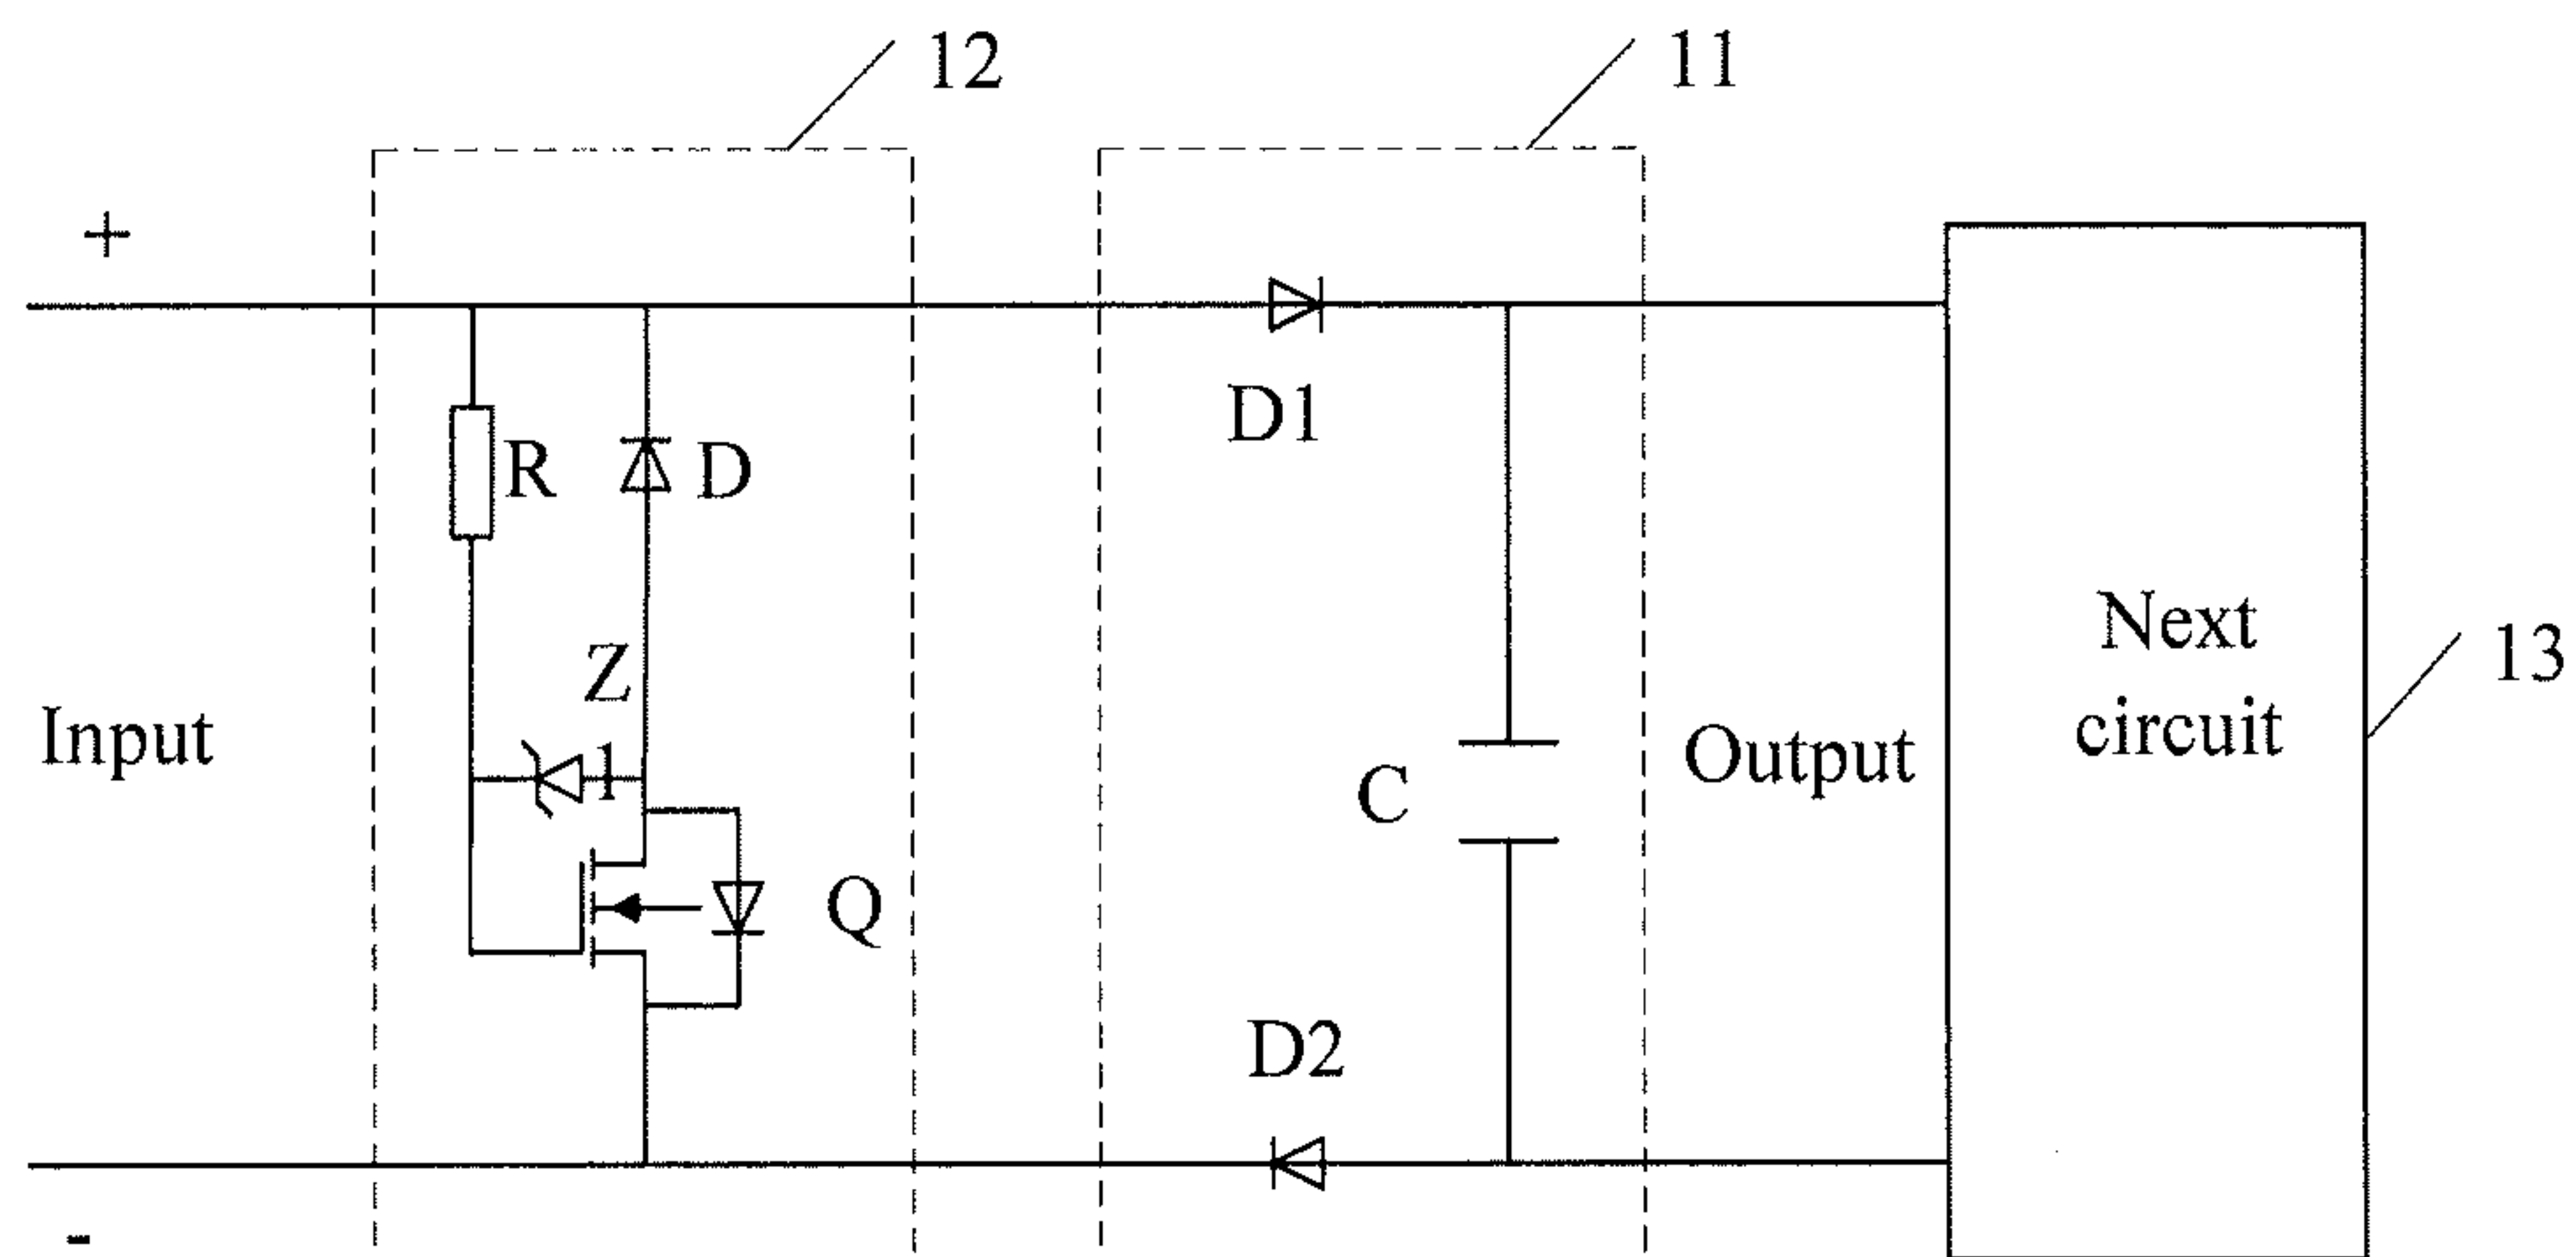 12
11
+
D1
R
D
Z
1
Input
Q
C
Output
Next
circuit
13
D2
-